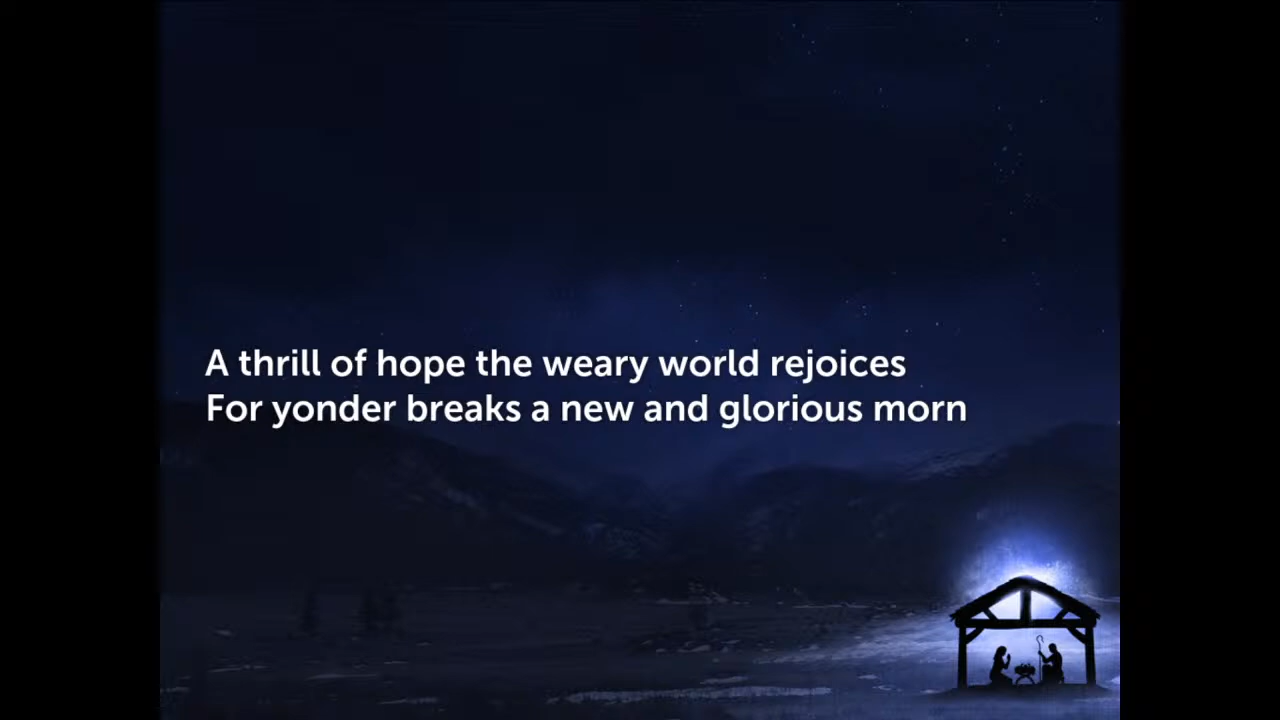 A thrill of hope the weary world rejoices
For yonder breaks a new and glorious morn